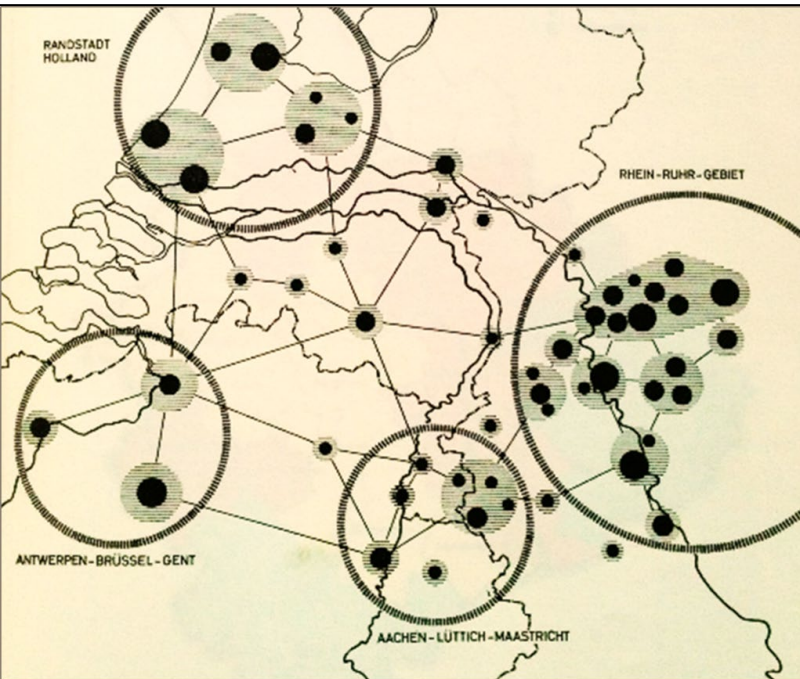 RANDSTADT
HOLLAND
RHEIN-RUHR-GEBIET
ANTWERPEN-BRÜSSEL-GENT
AACHEN-LÜTTICH-MAASTRICHT